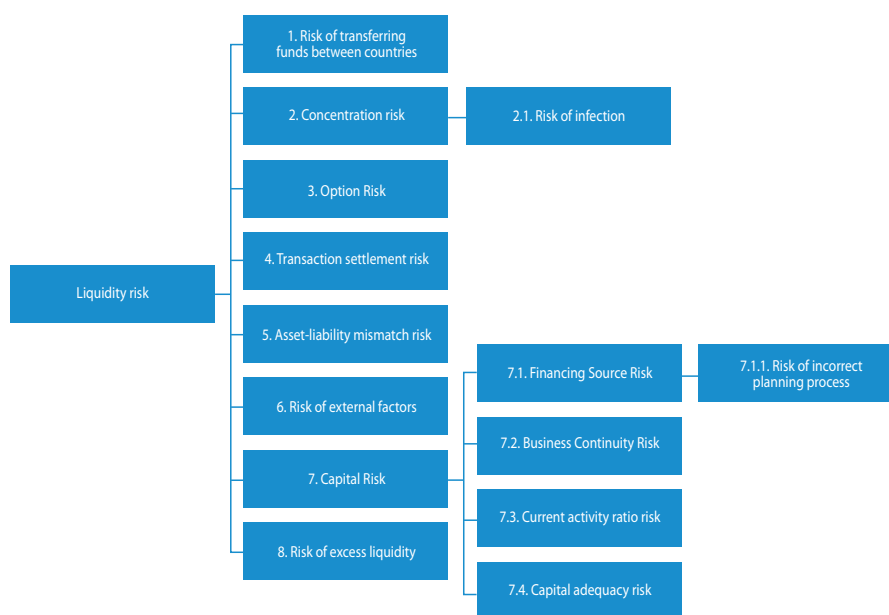 1. Risk of transferring
funds between countries
2. Concentration risk
2.1. Risk of infection
3. Option Risk
4. Transaction settlement risk
Liquidity risk
5. Asset-liability mismatch risk
7.1. Financing Source Risk
7.1.1. Risk of incorrect
planning process
6. Risk of external factors
7.2. Business Continuity Risk
7. Capital Risk
7.3. Current activity ratio risk
8. Risk of excess liquidity
7.4. Capital adequacy risk